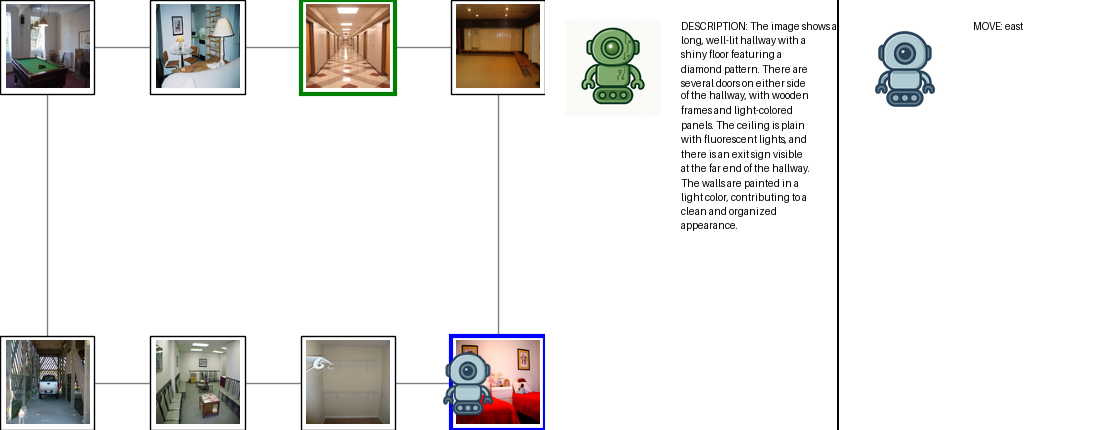 DESCRIPTION: The image shows a
long, well-lit hallway with a
shiny floor featuring a
diamond pattern. There are
several doors on either side
of the hallway, with wooden
frames and light-colored
panels. The ceiling is plain
with fluorescent lights, and
there is an exit sign visible
at the far end of the hallway.
The walls are painted in a
light color, contributing to a
clean and organized
appearance.
MOVE: east